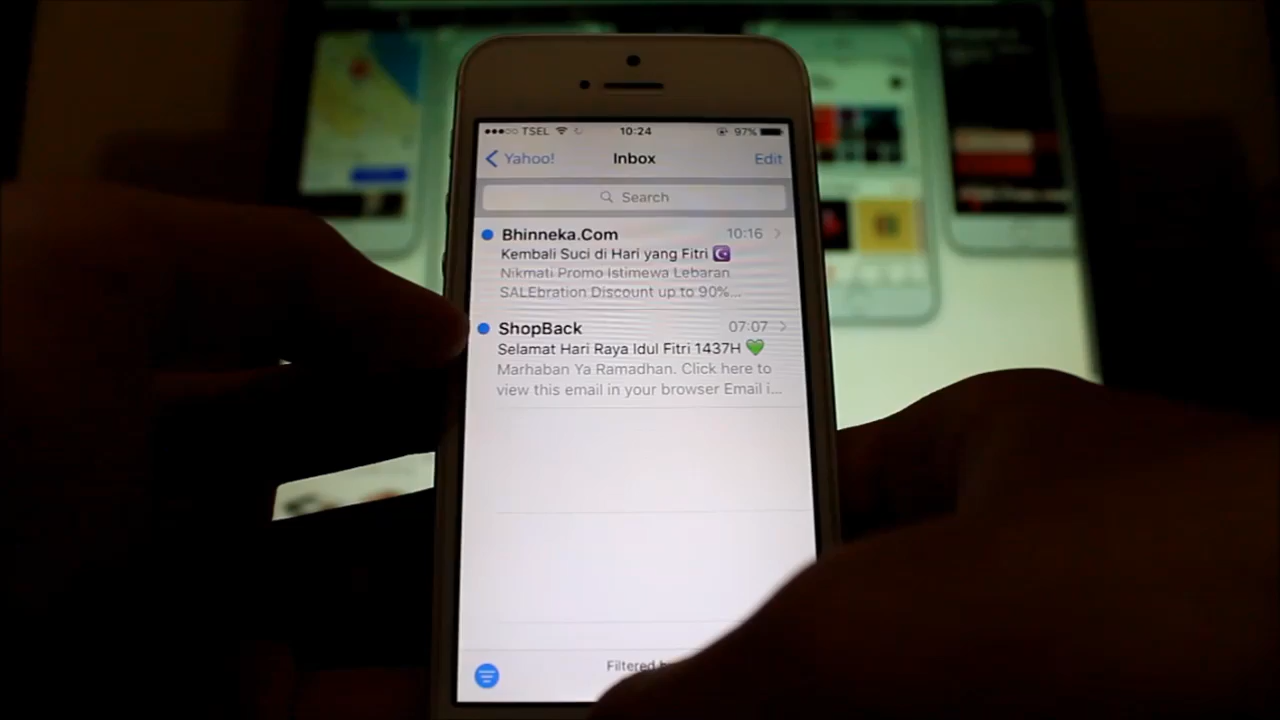 TSEL 10:24 97%
Yahoo! Inbox Edit
Search
Bhinneka.Com 10:16
Kembali Suci di Hari yang Fitri ☪️
Nikmati Promo Istimewa Lebaran
SALEbration Discount up to 90%...
ShopBack 07:07
Selamat Hari Raya Idul Fitri 1437H 💚
Marhaban Ya Ramadhan. Click here to
view this email in your browser Email i...
Filtered